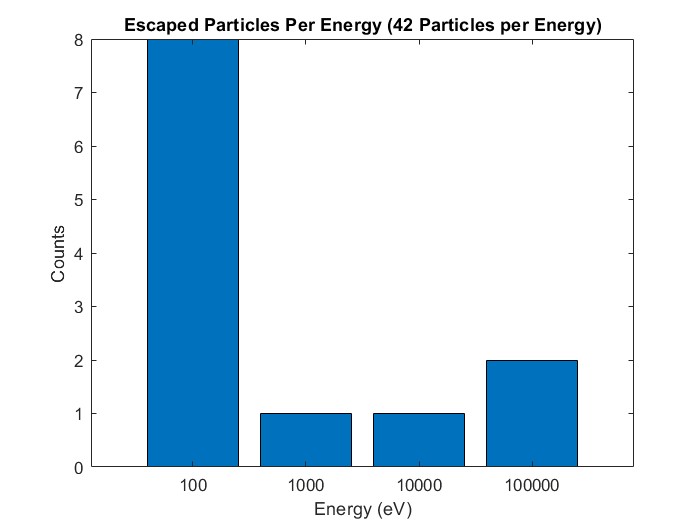 Escaped Particles Per Energy (42 Particles per Energy)
8
7
6
5
4
3
2
1
0
Counts
100 1000 10000 100000
Energy (eV)